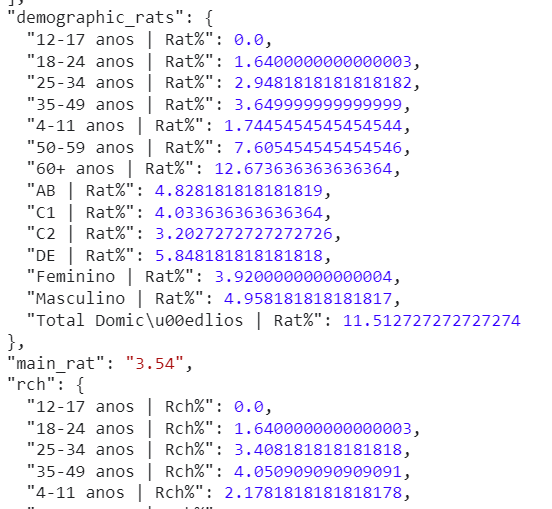 },
"demographic_rats": {
"12-17 anos | Rat%": 0.0,
"18-24 anos | Rat%": 1.6400000000000003,
"25-34 anos | Rat%": 2.9481818181818182,
"35-49 anos | Rat%": 3.649999999999999,
"4-11 anos | Rat%": 1.7445454545454544,
"50-59 anos | Rat%": 7.605454545454546,
"60+ anos | Rat%": 12.673636363636364,
"AB | Rat%": 4.828181818181819,
"C1 | Rat%": 4.033636363636364,
"C2 | Rat%": 3.2027272727272726,
"DE | Rat%": 5.848181818181818,
"Feminino | Rat%": 3.9200000000000004,
"Masculino | Rat%": 4.958181818181817,
"Total Domic\u00edlios | Rat%": 11.512727272727274
},
"main_rat": "3.54",
"rch": {
"12-17 anos | Rch%": 0.0,
"18-24 anos | Rch%": 1.6400000000000003,
"25-34 anos | Rch%": 3.408181818181818,
"35-49 anos | Rch%": 4.050909090909091,
"4-11 anos | Rch%": 2.1781818181818178,